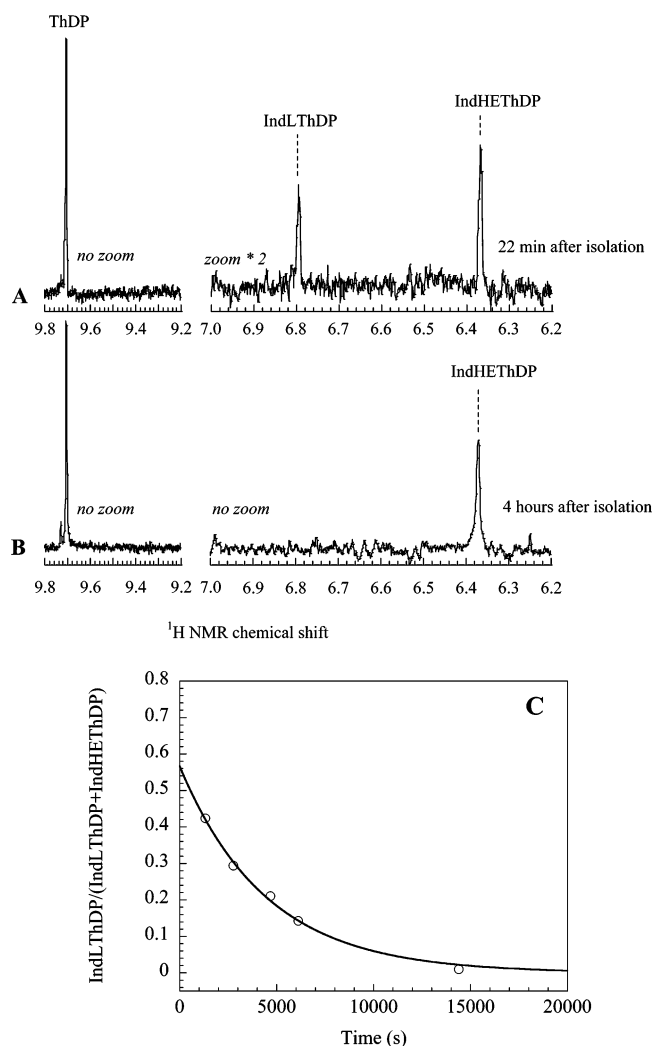 ThDP
IndLThDP
IndHEThDP
no zoom
zoom * 2
22 min after isolation
A
9.8 9.6 9.4 9.2
7.0 6.9 6.8 6.7 6.6 6.5 6.4 6.3 6.2
IndHEThDP
no zoom
no zoom
4 hours after isolation
B
9.8 9.6 9.4 9.2
7.0 6.9 6.8 6.7 6.6 6.5 6.4 6.3 6.2
¹H NMR chemical shift
C
IndLThDP/(IndLThDP+IndHEThDP)
0.8
0.7
0.6
0.5
0.4
0.3
0.2
0.1
0
0 5000 10000 15000 20000
Time (s)